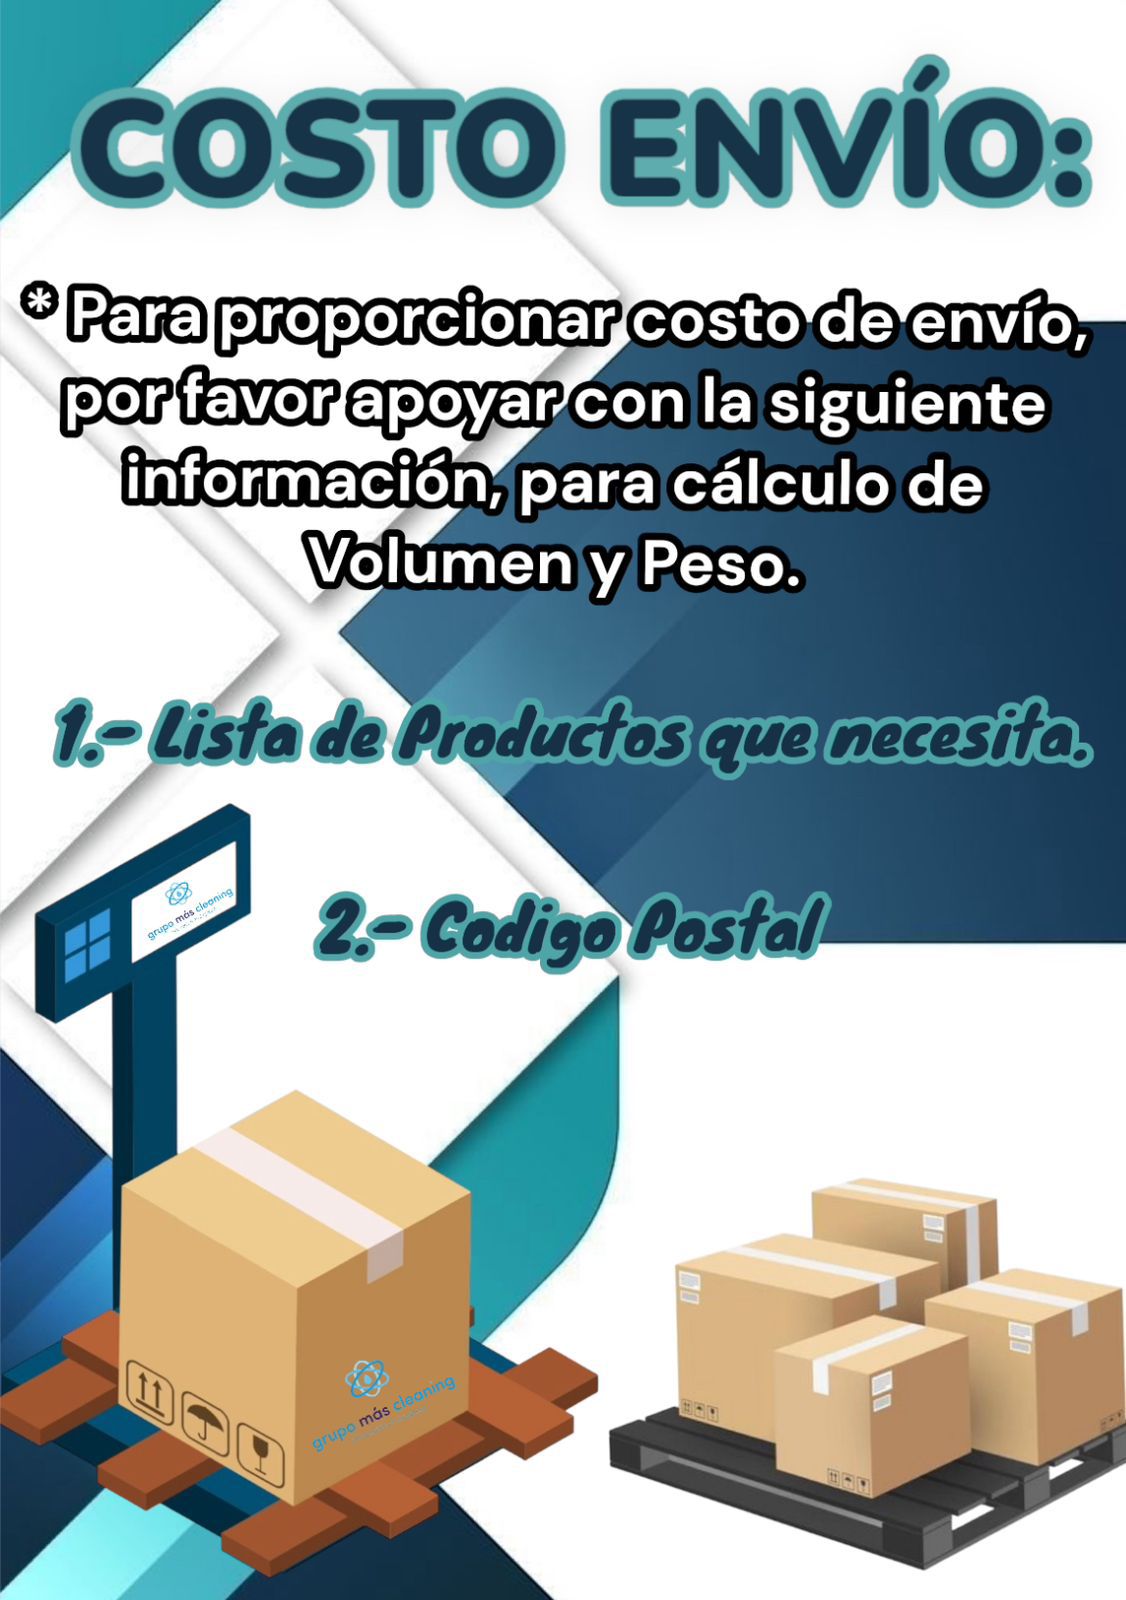 COSTO ENVÍO:
* Para proporcionar costo de envío,
por favor apoyar con la siguiente
información, para cálculo de
Volumen y Peso.
1.- Lista de Productos que necesita.
grupo más cleaning
2.- Codigo Postal
grupo más cleaning